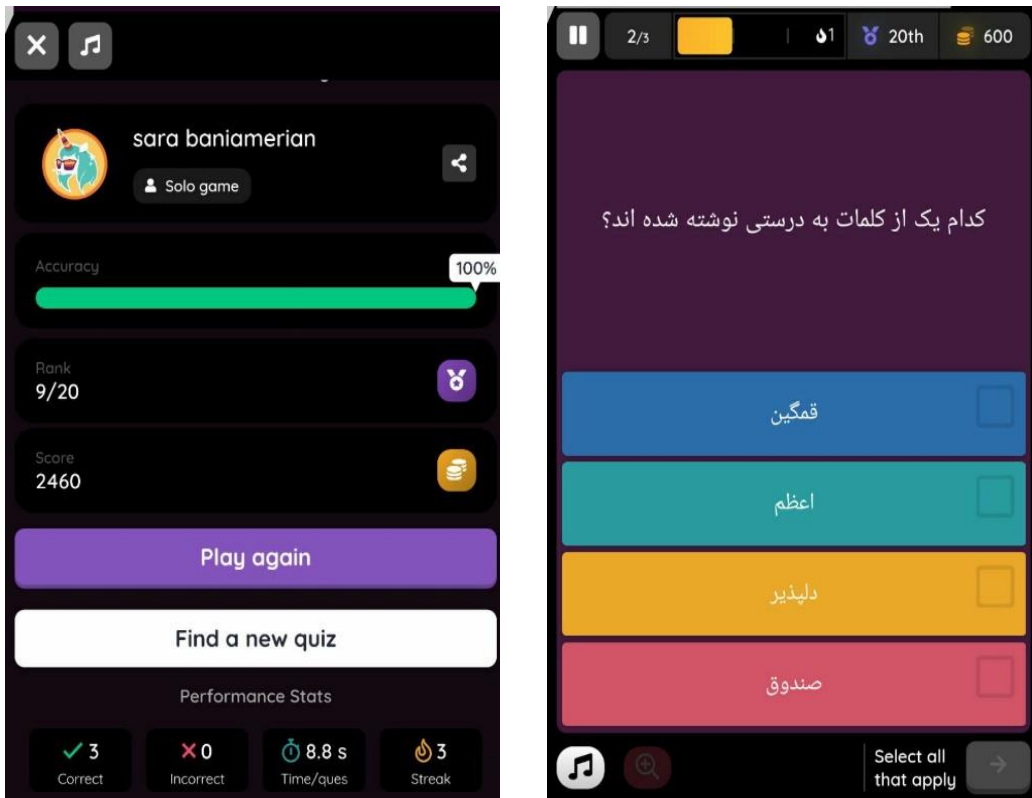 sara baniamerian
Solo game
Accuracy
100%
Rank
9/20
Score
2460
Play again
Find a new quiz
Performance Stats
3
Correct
0
Incorrect
8.8 s
Time/ques
3
Streak
2/3
1
20th
600
کدام یک از کلمات به درستی نوشته شده اند؟
قمگین
اعظم
دلپذیر
صندوق
Select all
that apply